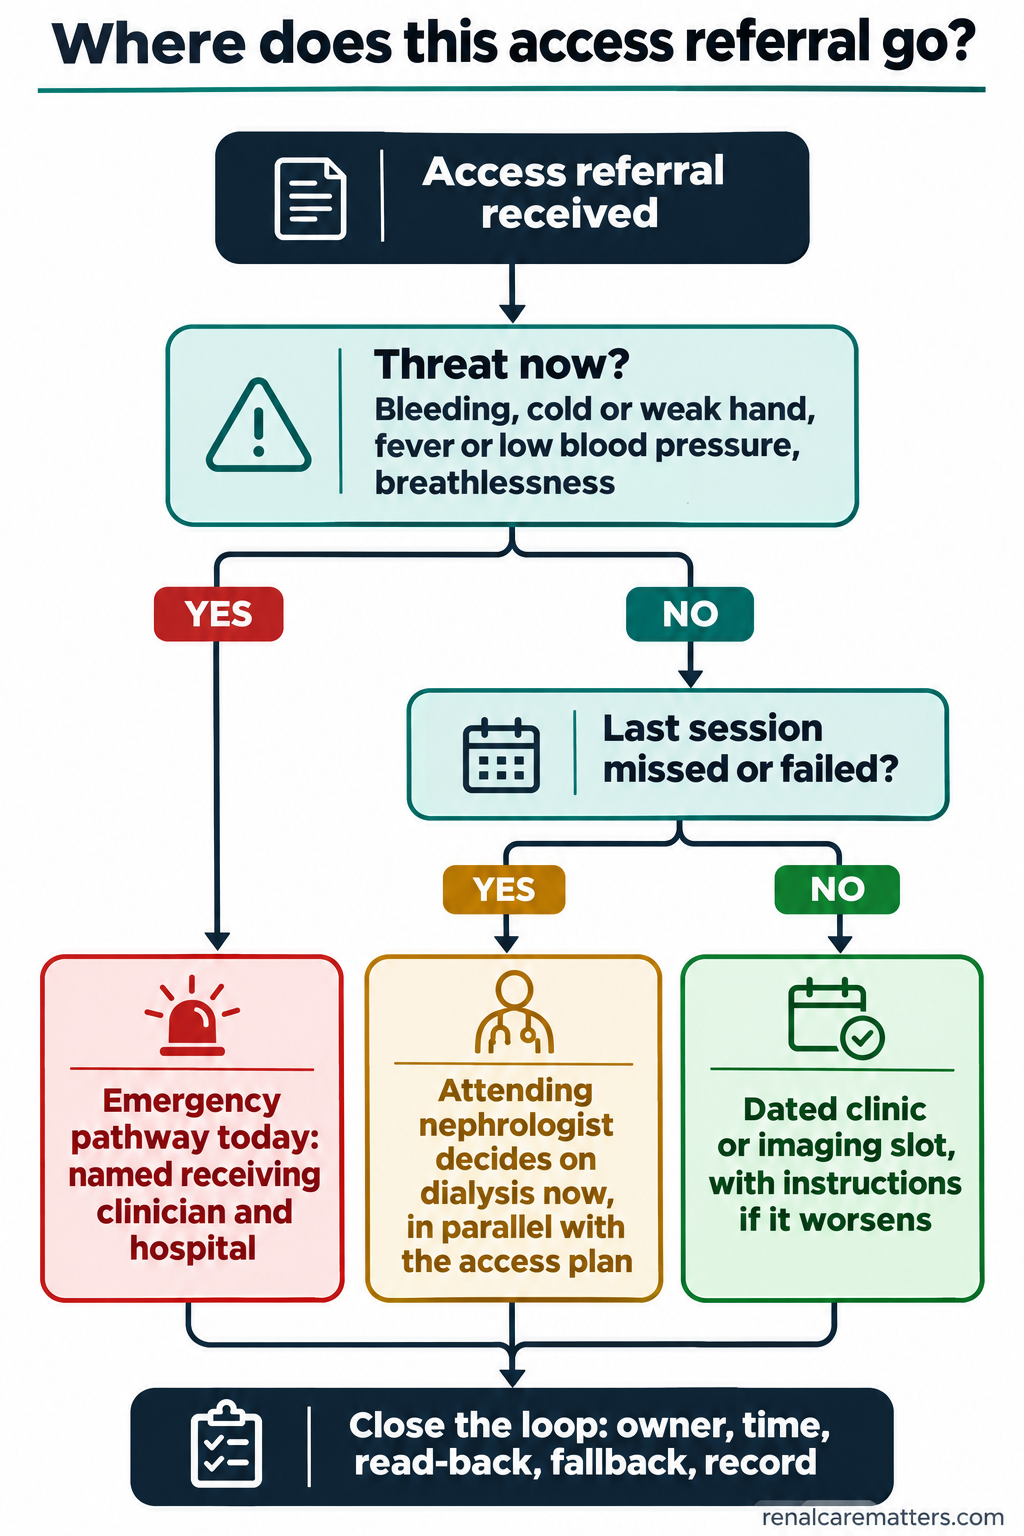 Where does this access referral go?
Access referral
received
Threat now?
Bleeding, cold or weak hand,
fever or low blood pressure,
breathlessness
YES
NO
Last session
missed or failed?
YES
NO
Emergency
pathway today:
named receiving
clinician and
hospital
Attending
nephrologist
decides on
dialysis now,
in parallel with
the access plan
Dated clinic
or imaging slot,
with instructions
if it worsens
Close the loop: owner, time,
read-back, fallback, record
renalcarematters.com